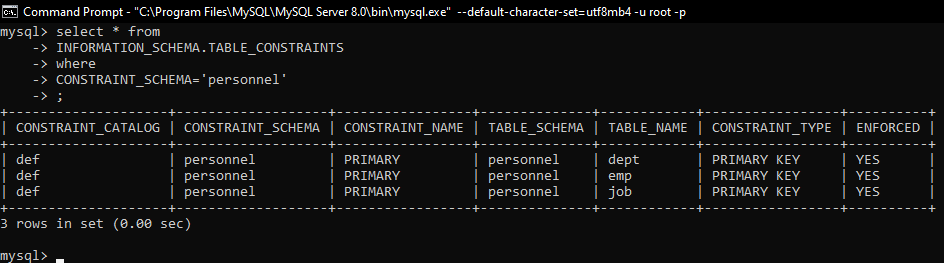 Command Prompt - "C:\Program Files\MySQL\MySQL Server 8.0\bin\mysql.exe"  --default-character-set=utf8mb4 -u root -p
mysql> select * from
    -> INFORMATION_SCHEMA.TABLE_CONSTRAINTS
    -> where
    -> CONSTRAINT_SCHEMA='personnel'
    -> ;
+--------------------+-------------------+-----------------+--------------+------------+-----------------+----------+
| CONSTRAINT_CATALOG | CONSTRAINT_SCHEMA | CONSTRAINT_NAME | TABLE_SCHEMA | TABLE_NAME | CONSTRAINT_TYPE | ENFORCED |
+--------------------+-------------------+-----------------+--------------+------------+-----------------+----------+
| def                | personnel         | PRIMARY         | personnel    | dept       | PRIMARY KEY     | YES      |
| def                | personnel         | PRIMARY         | personnel    | emp        | PRIMARY KEY     | YES      |
| def                | personnel         | PRIMARY         | personnel    | job        | PRIMARY KEY     | YES      |
+--------------------+-------------------+-----------------+--------------+------------+-----------------+----------+
3 rows in set (0.00 sec)
mysql>